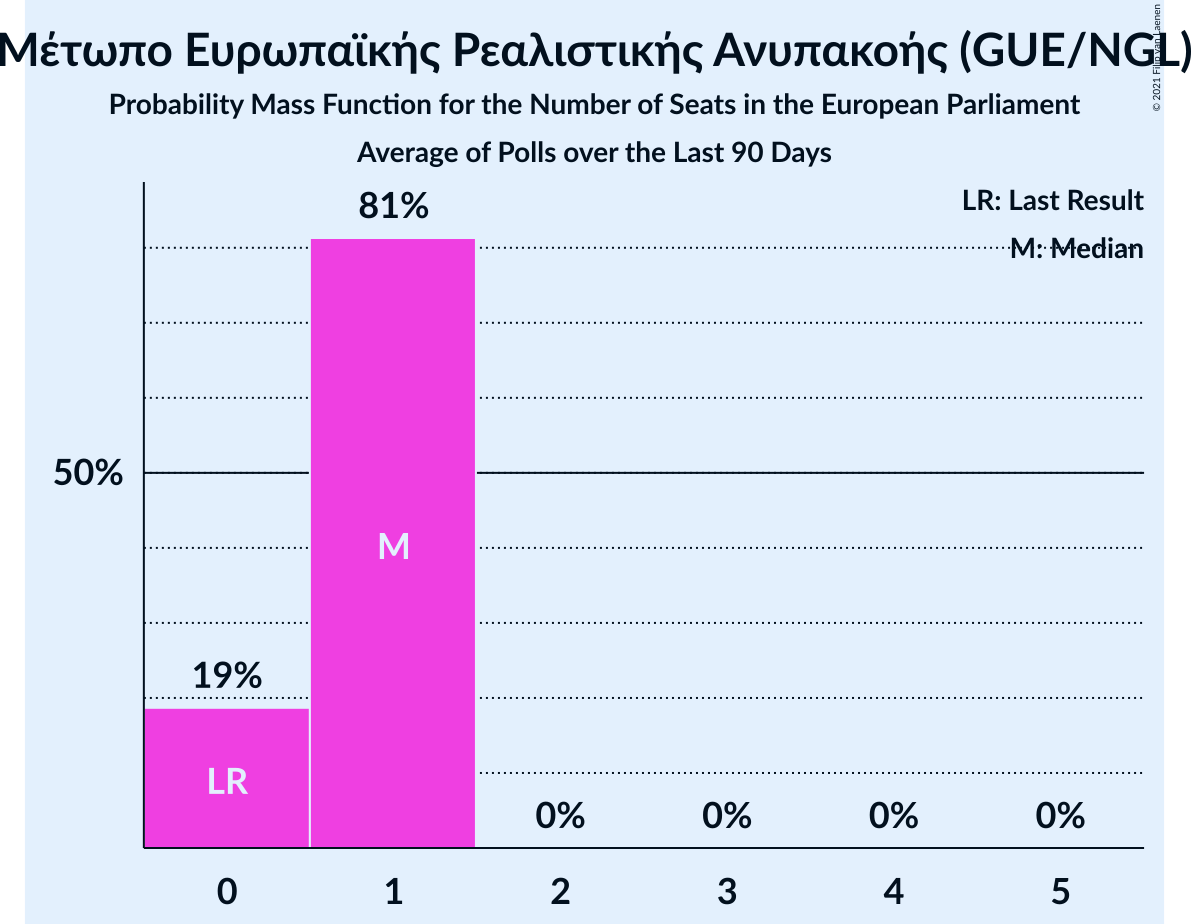 Μέτωπο Ευρωπαϊκής Ρεαλιστικής Ανυπακοής (GUE/NGL)
© 2021 Filip van Laenen
Probability Mass Function for the Number of Seats in the European Parliament
Average of Polls over the Last 90 Days
LR: Last Result
M: Median
81%
50%
M
19%
LR
0% 0% 0% 0%
0 1 2 3 4 5